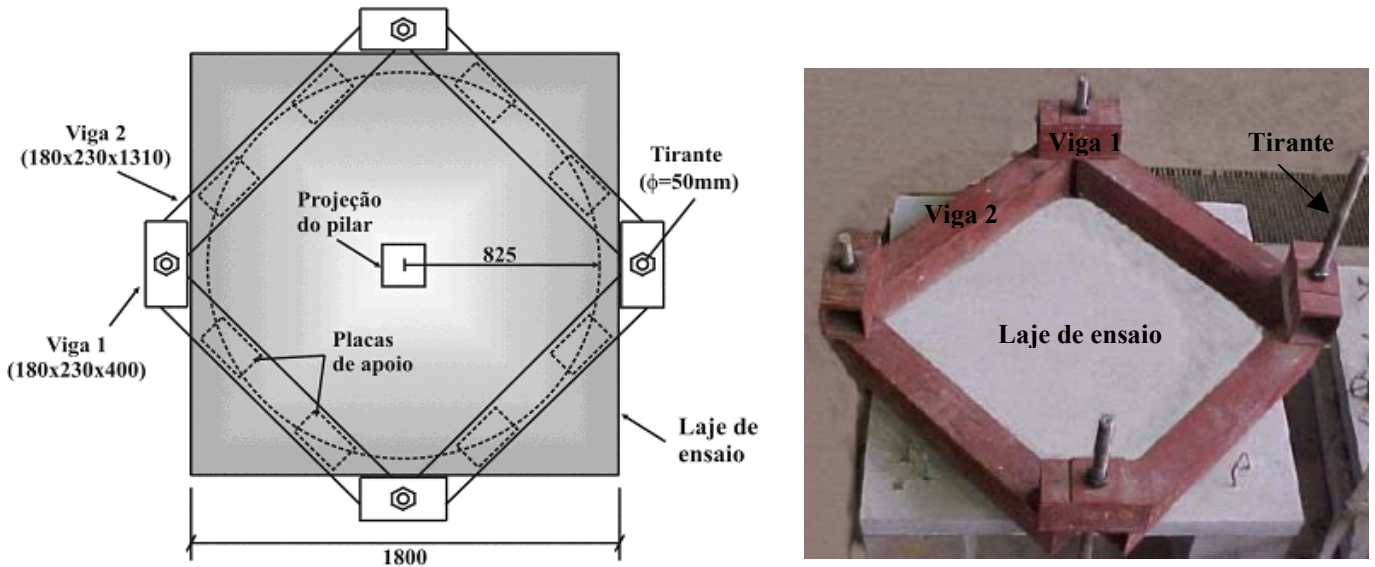 Viga 2
(180x230x1310)
Projeção
do pilar
Tirante
(ϕ=50mm)
825
Viga 1
(180x230x400)
Placas
de apoio
Laje de
ensaio
1800
Viga 1
Tirante
Viga 2
Laje de ensaio